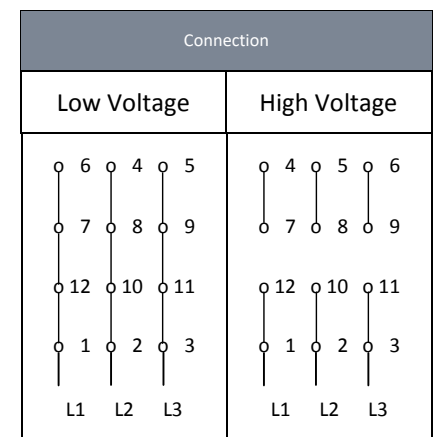 Connection
Low Voltage High Voltage
6 4 5 4 5 6
7 8 9 7 8 9
12 10 11 12 10 11
1 2 3 1 2 3
L1 L2 L3 L1 L2 L3